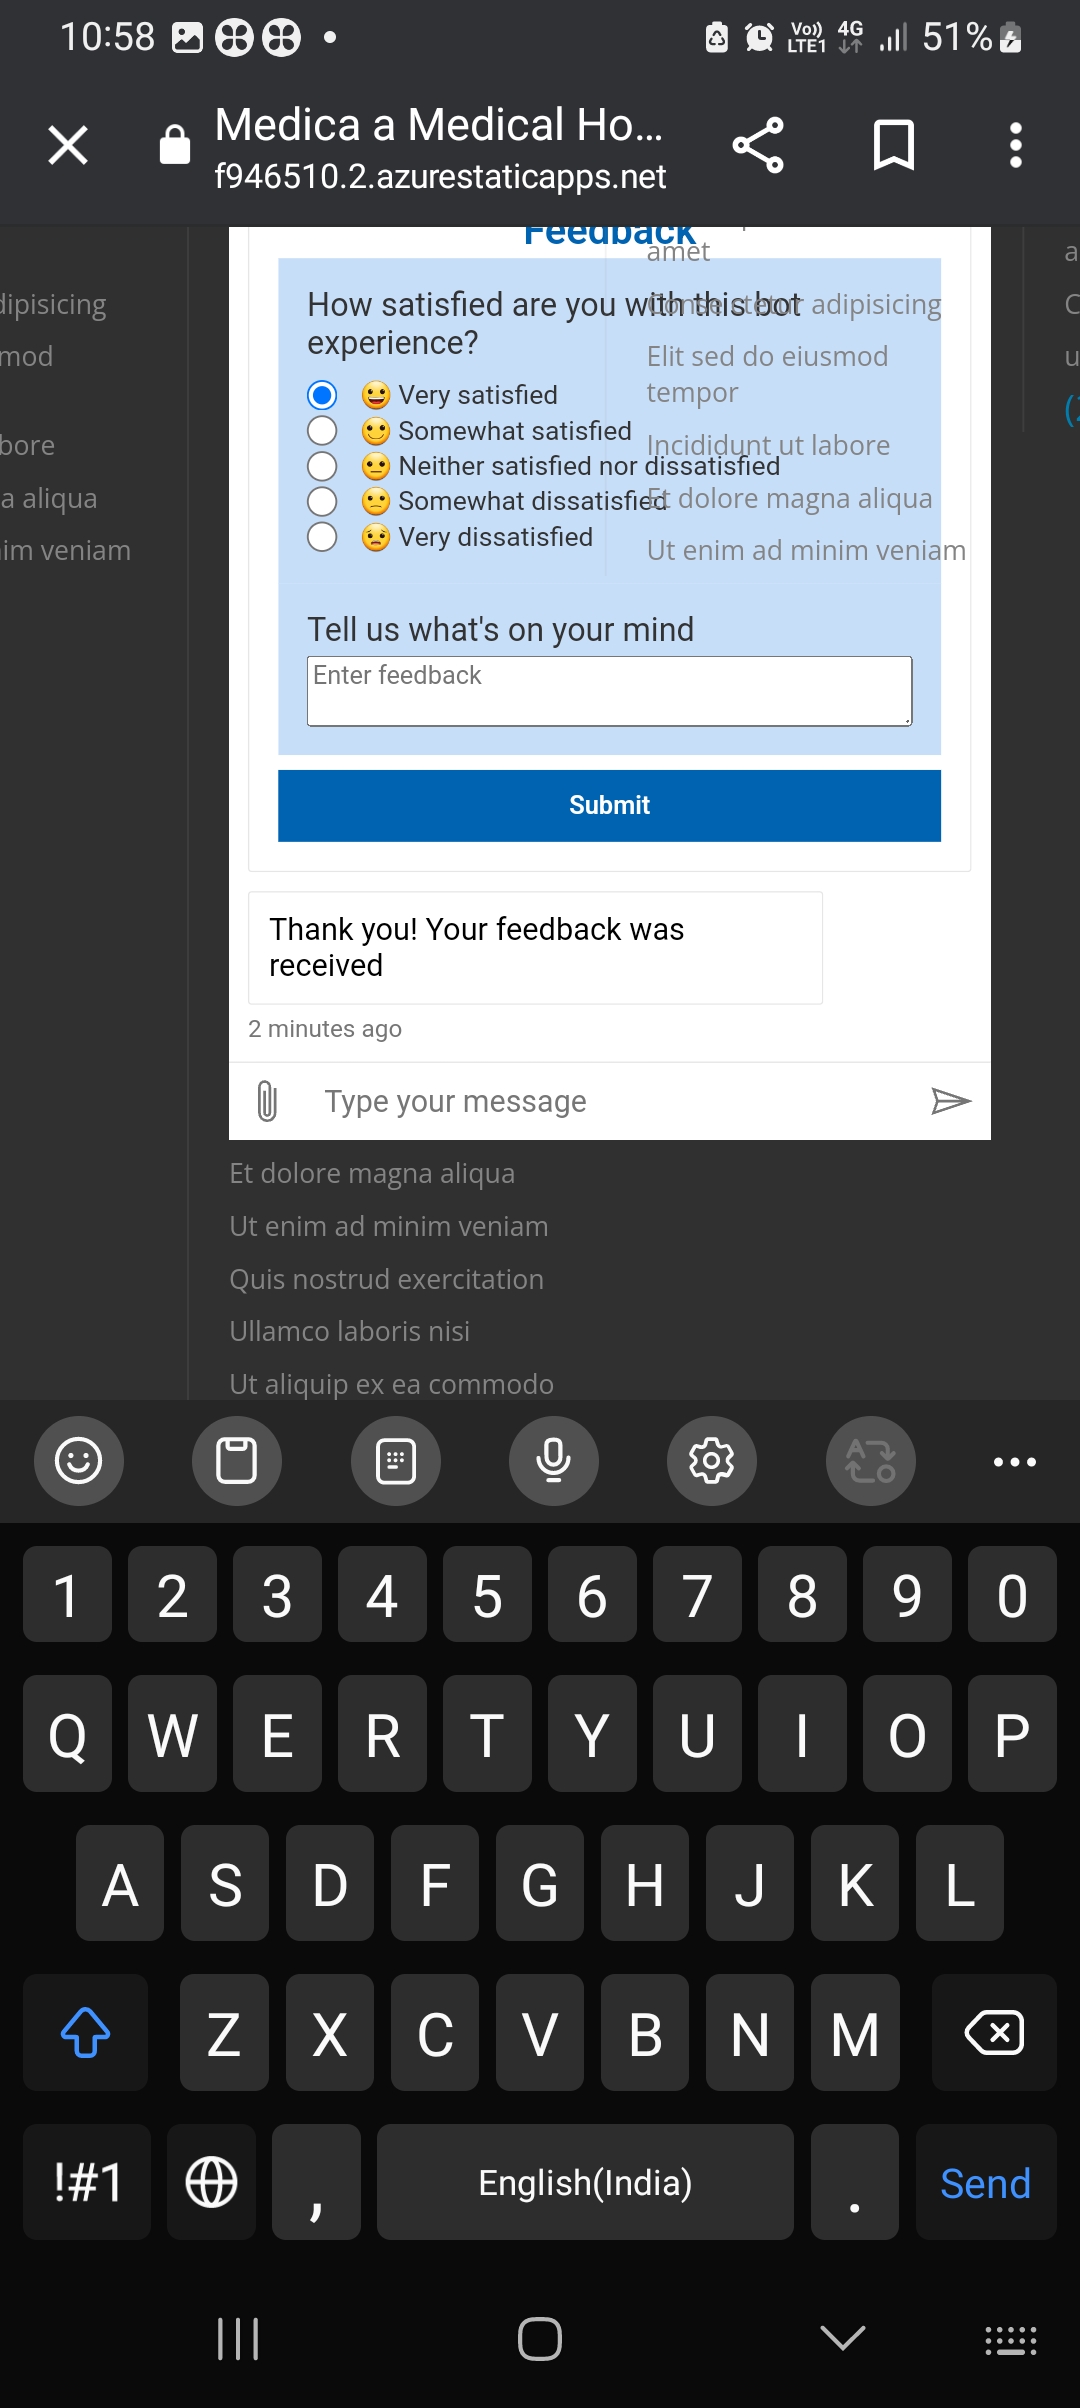 10:58
Vo))
LTE1
4G
51%
Medica a Medical Ho...
f946510.2.azurestaticapps.net
Feedback
How satisfied are you with this bot
experience?
Very satisfied
Somewhat satisfied
Neither satisfied nor dissatisfied
Somewhat dissatisfied
Very dissatisfied
amet
Conse ctetur adipisicing
Elit sed do eiusmod
tempor
Incididunt ut labore
Et dolore magna aliqua
Ut enim ad minim veniam
dipisicing
mod
bore
a aliqua
im veniam
a
C
u
Tell us what's on your mind
Enter feedback
Submit
Thank you! Your feedback was
received
2 minutes ago
Type your message
Et dolore magna aliqua
Ut enim ad minim veniam
Quis nostrud exercitation
Ullamco laboris nisi
Ut aliquip ex ea commodo
1 2 3 4 5 6 7 8 9 0
Q W E R T Y U I O P
A S D F G H J K L
Z X C V B N M
!#1 , English(India) . Send